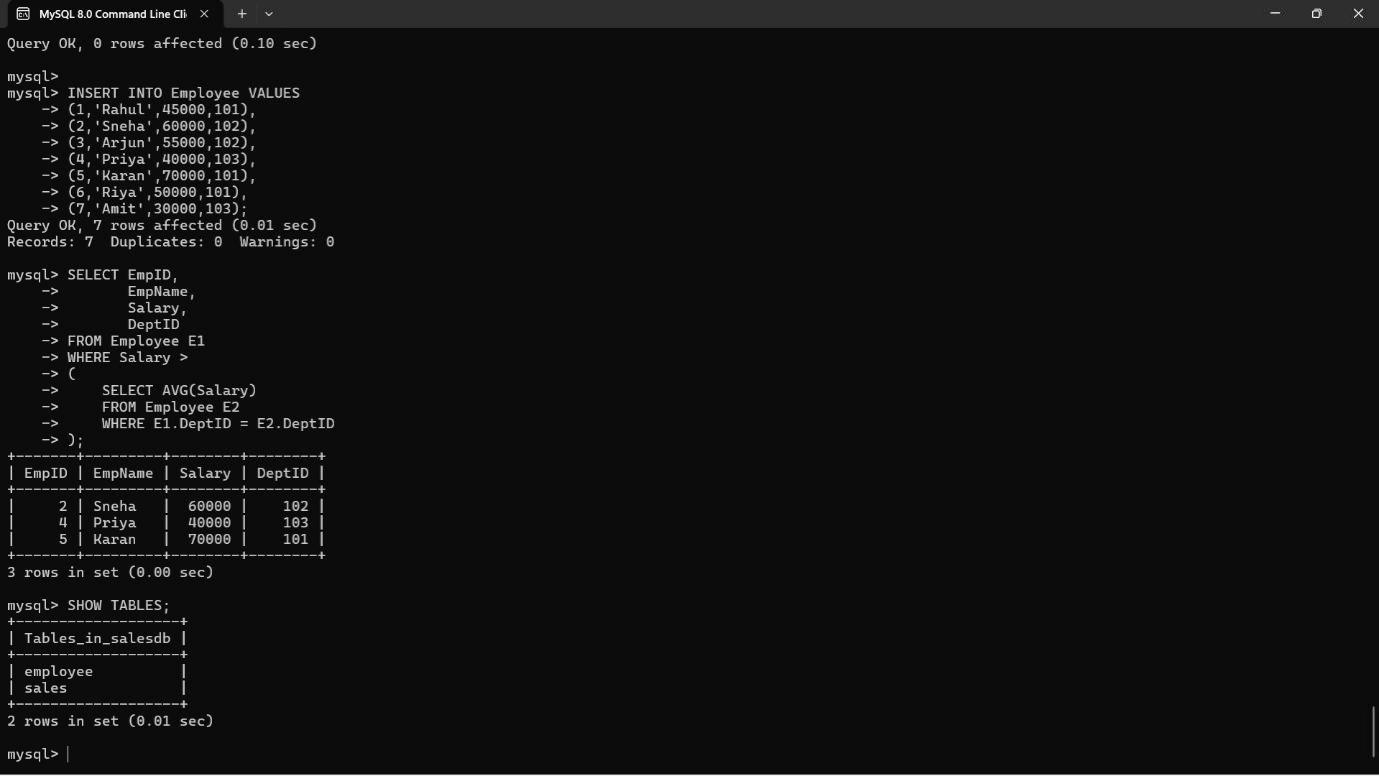 MySQL 8.0 Command Line Cli
Query OK, 0 rows affected (0.10 sec)

mysql>
mysql> INSERT INTO Employee VALUES
    -> (1,'Rahul',45000,101),
    -> (2,'Sneha',60000,102),
    -> (3,'Arjun',55000,102),
    -> (4,'Priya',40000,103),
    -> (5,'Karan',70000,101),
    -> (6,'Riya',50000,101),
    -> (7,'Amit',30000,103);
Query OK, 7 rows affected (0.01 sec)
Records: 7  Duplicates: 0  Warnings: 0

mysql> SELECT EmpID,
    ->        EmpName,
    ->        Salary,
    ->        DeptID
    -> FROM Employee E1
    -> WHERE Salary >
    -> (
    ->     SELECT AVG(Salary)
    ->     FROM Employee E2
    ->     WHERE E1.DeptID = E2.DeptID
    -> );
+-------+---------+--------+--------+
| EmpID | EmpName | Salary | DeptID |
+-------+---------+--------+--------+
|     2 | Sneha   |  60000 |    102 |
|     4 | Priya   |  40000 |    103 |
|     5 | Karan   |  70000 |    101 |
+-------+---------+--------+--------+
3 rows in set (0.00 sec)

mysql> SHOW TABLES;
+-------------------+
| Tables_in_salesdb |
+-------------------+
| employee          |
| sales             |
+-------------------+
2 rows in set (0.01 sec)

mysql>